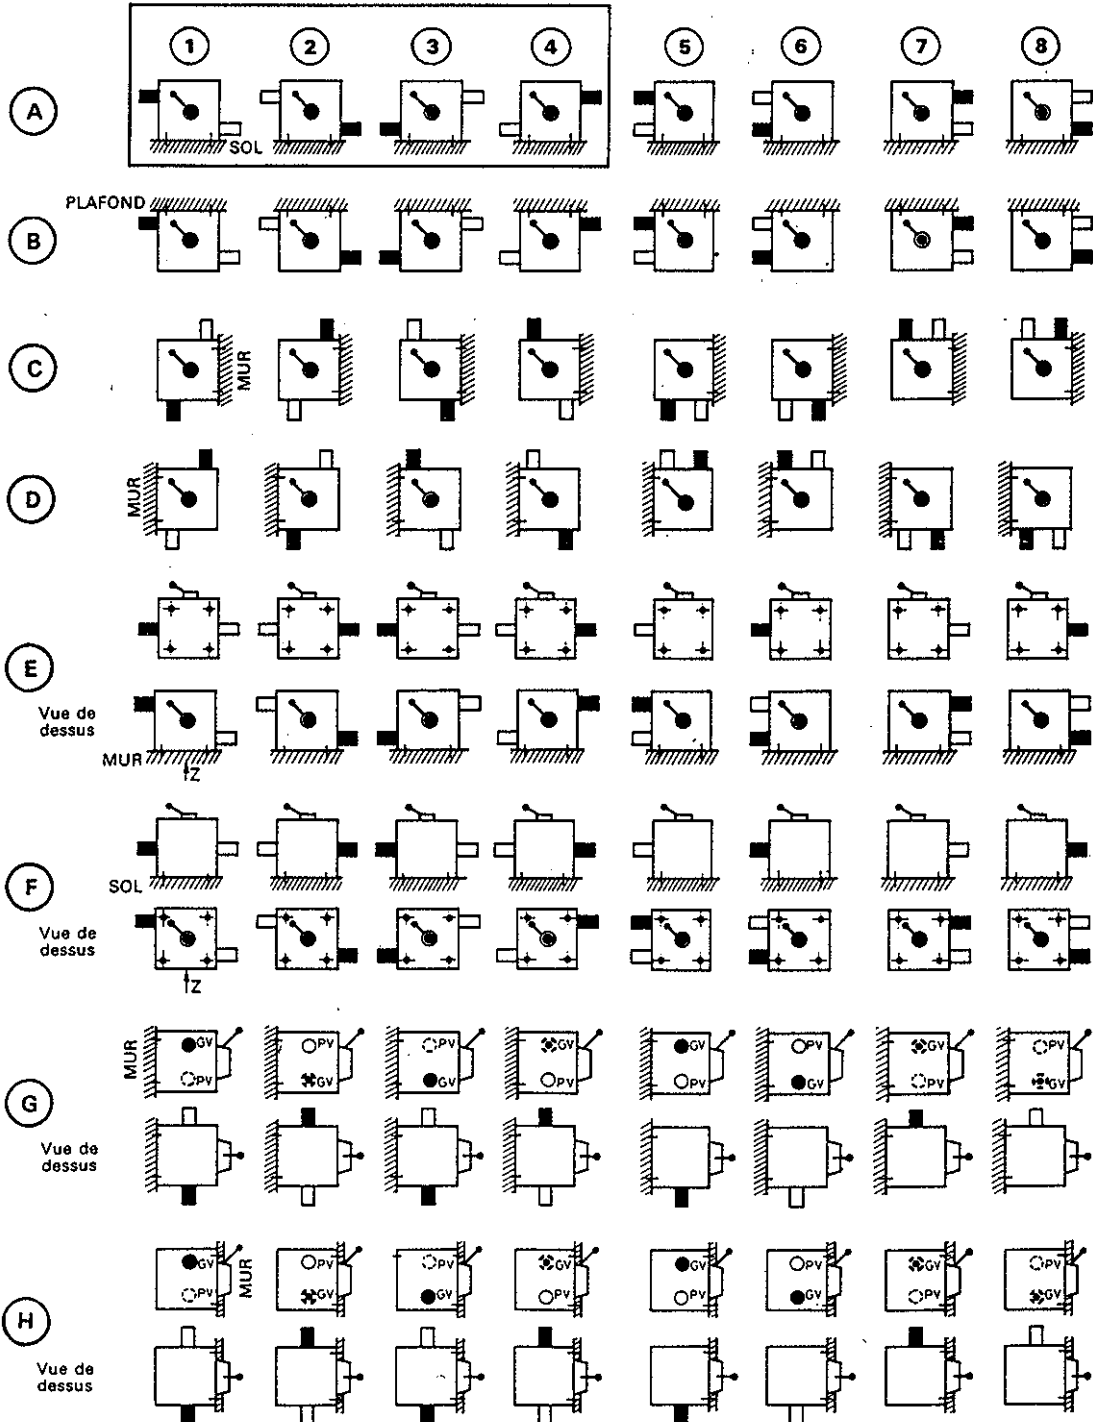 1 2 3 4 5 6 7 8
A
SOL
PLAFOND
B
C
MUR
D
MUR
E
Vue de
dessus
MUR
Z
F
SOL
Vue de
dessus
Z
G
MUR
GV PV GV PV GV PV GV PV
PV GV PV GV PV GV PV GV
Vue de
dessus
H
MUR
GV PV PV GV GV PV GV PV
PV GV GV PV PV GV PV GV
Vue de
dessus